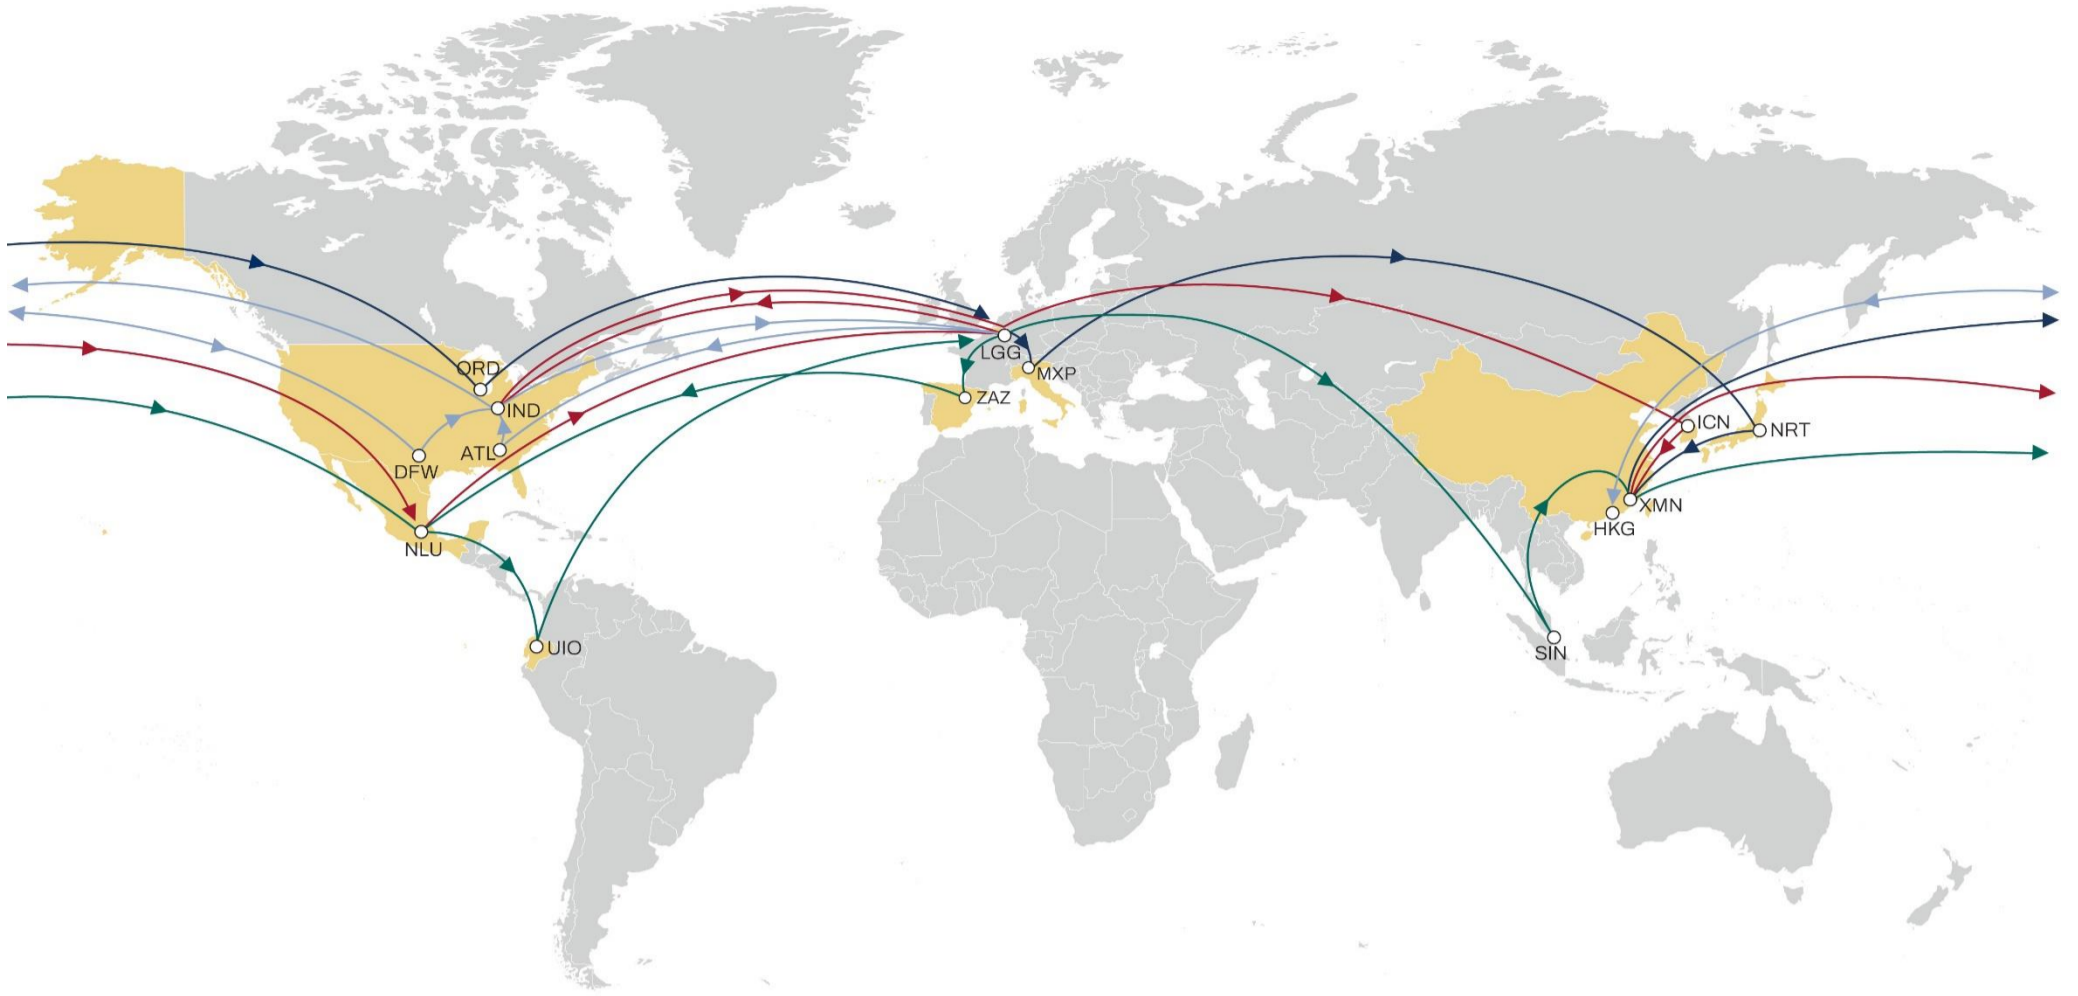 ORD
IND
ATL
DFW
NLU
UIO
LGG
MXP
ZAZ
ICN
NRT
XMN
HKG
SIN